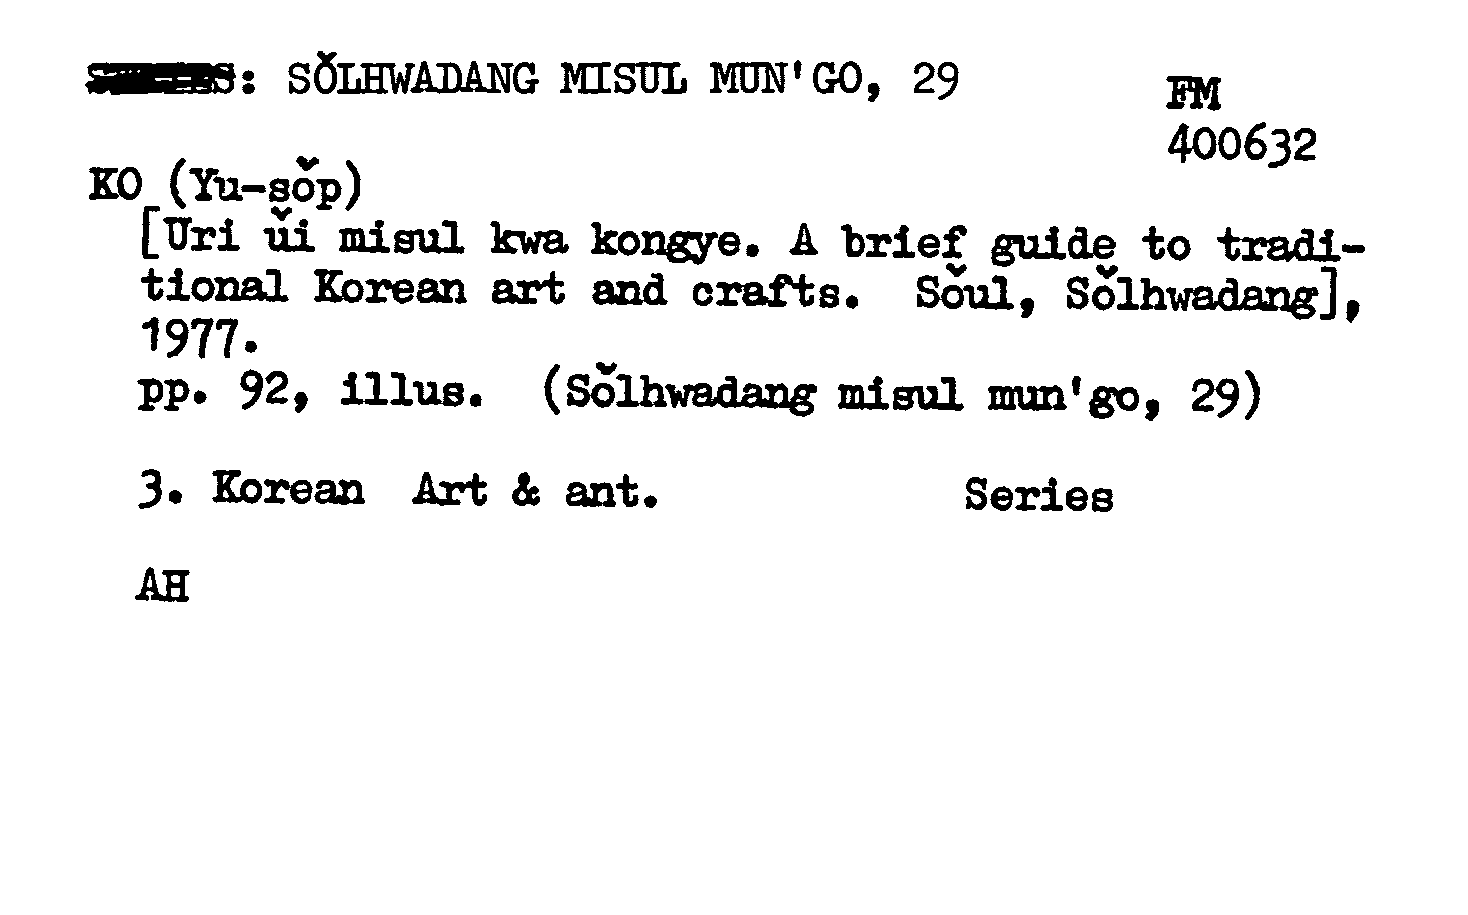 : SŎLHWADANG MISUL MUN'GO, 29
FM
400632
KO (Yu-sŏp)
[Uri ŭi misul kwa kongye. A brief guide to tradi-
tional Korean art and crafts. Sŏul, Sŏlhwadang],
1977.
pp. 92, illus. (Sŏlhwadang misul mun'go, 29)
3. Korean Art & ant.
Series
AH